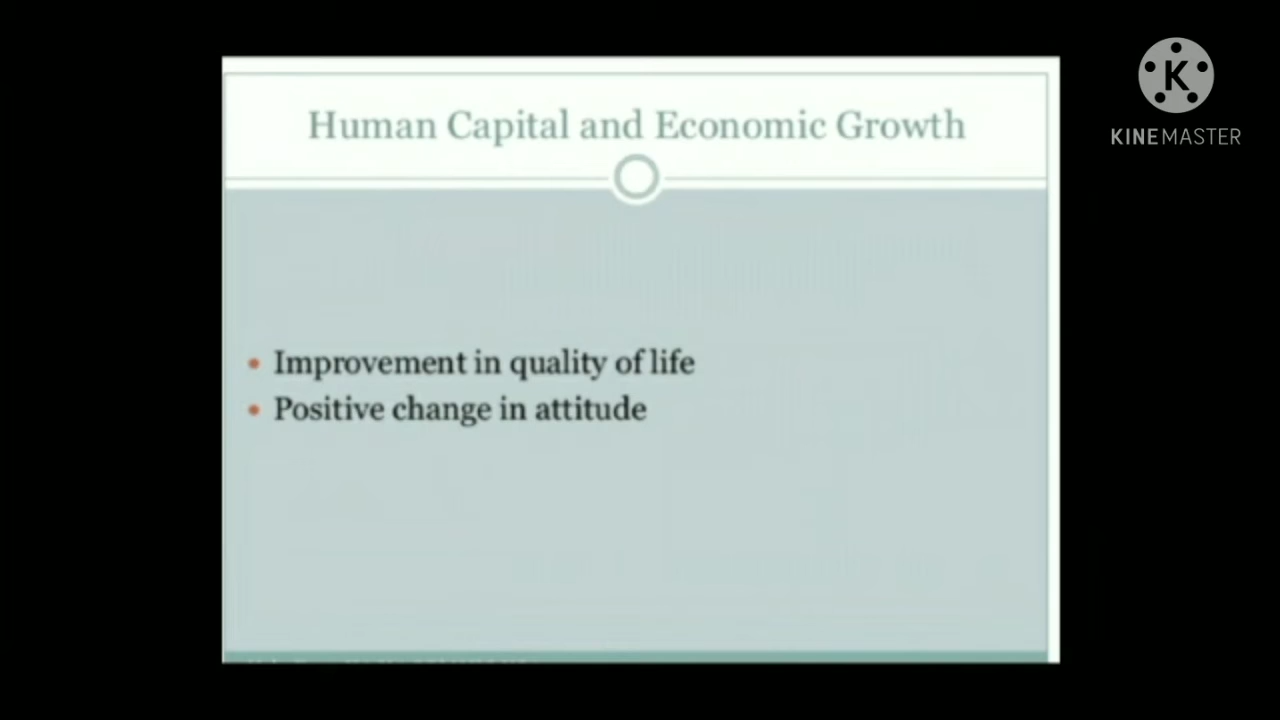 Human Capital and Economic Growth
K
KINEMASTER
• Improvement in quality of life
• Positive change in attitude